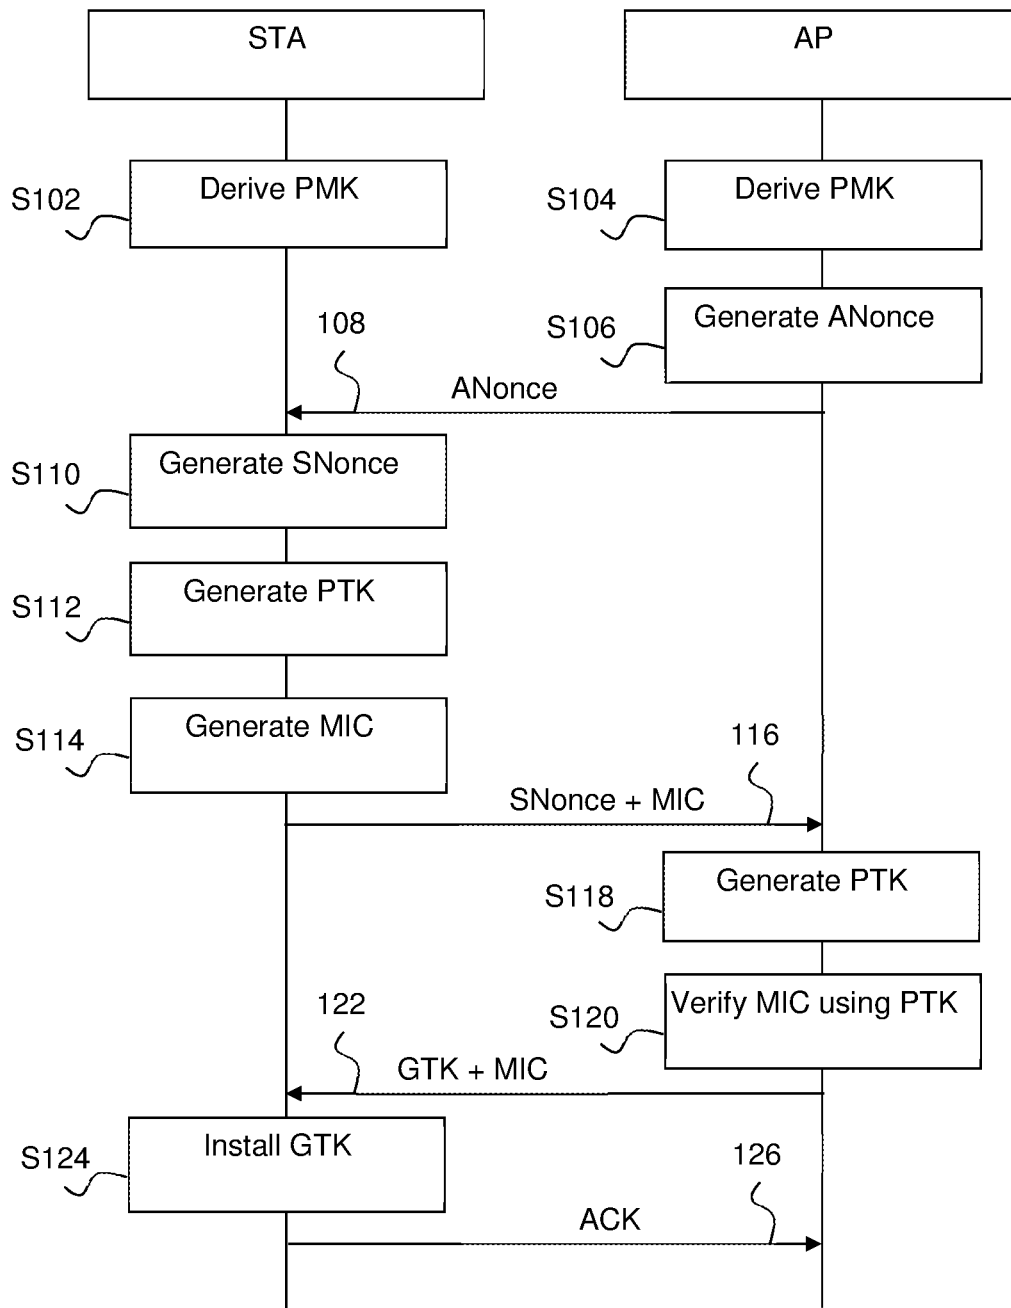 STA
AP
Derive PMK
S102
Derive PMK
S104
Generate ANonce
S106
108
ANonce
Generate SNonce
S110
Generate PTK
S112
Generate MIC
S114
116
SNonce + MIC
Generate PTK
S118
Verify MIC using PTK
S120
122
GTK + MIC
Install GTK
S124
126
ACK